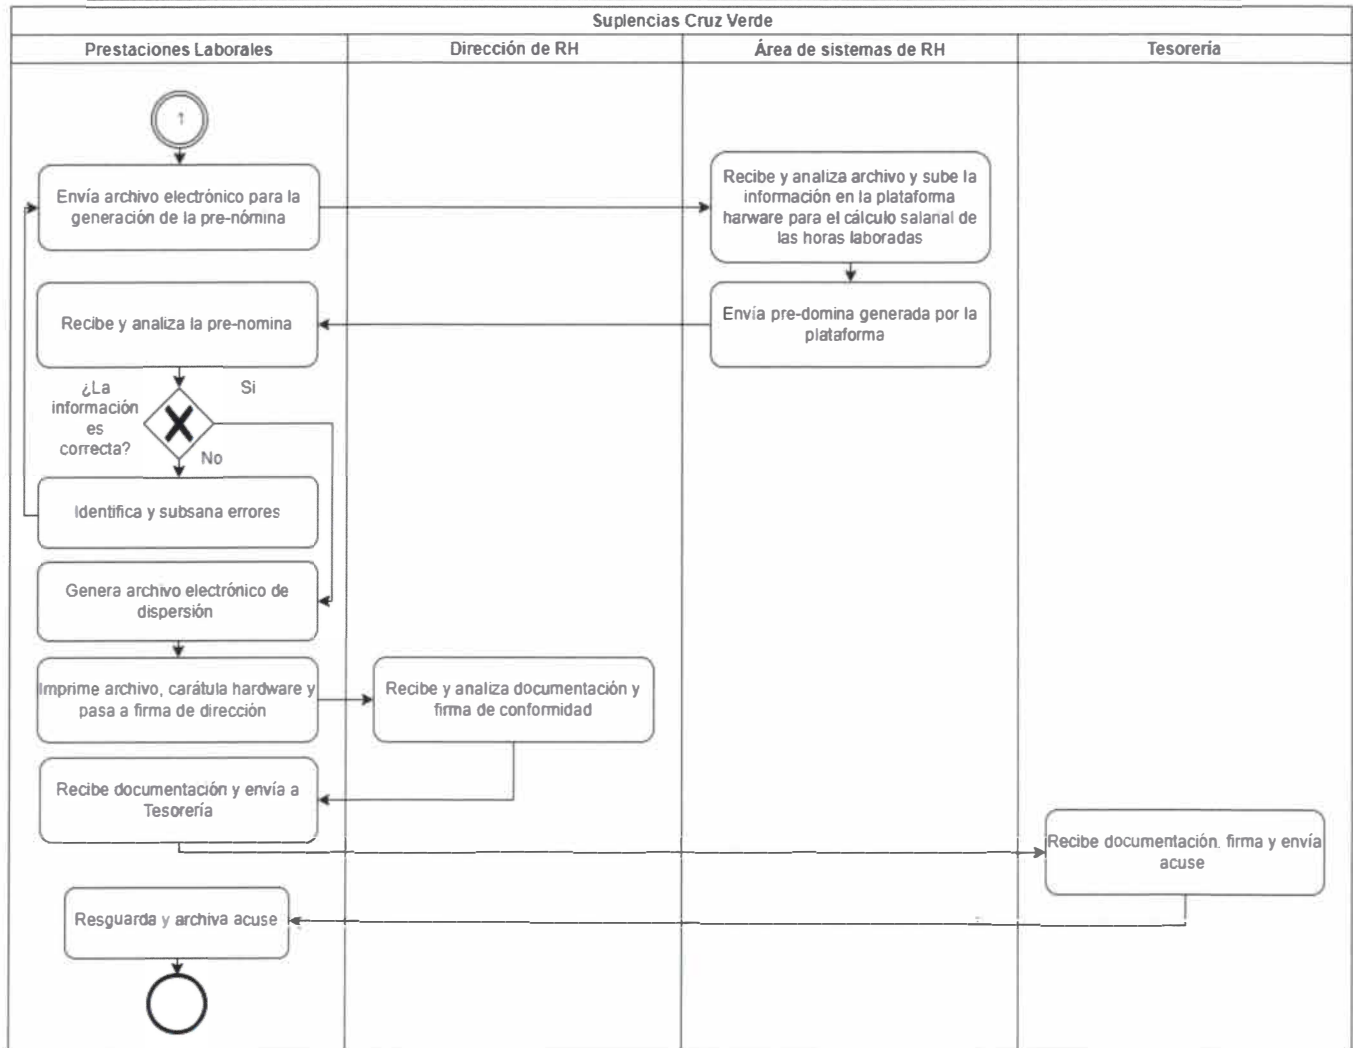 Suplencias Cruz Verde
Prestaciones Laborales
Dirección de RH
Área de sistemas de RH
Tesorería
1
Envía archivo electrónico para la
generación de la pre-nómina
Recibe y analiza archivo y sube la
información en la plataforma
harware para el cálculo salarial de
las horas laboradas
Recibe y analiza la pre-nomina
Envía pre-domina generada por la
plataforma
¿La
información
es
correcta?
Si
No
Identifica y subsana errores
Genera archivo electrónico de
dispersión
Imprime archivo, carátula hardware y
pasa a firma de dirección
Recibe y analiza documentación y
firma de conformidad
Recibe documentación y envía a
Tesorería
Recibe documentación. firma y envía
acuse
Resguarda y archiva acuse